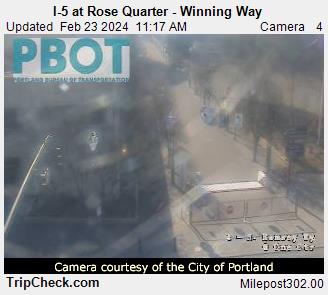 I-5 at Rose Quarter - Winning Way
Updated  Feb 23 2024  11:17 AM  Camera  4
PBOT
PORTLAND BUREAU OF TRANSPORTATION
Camera courtesy of the City of Portland
TripCheck.com  Milepost302.00